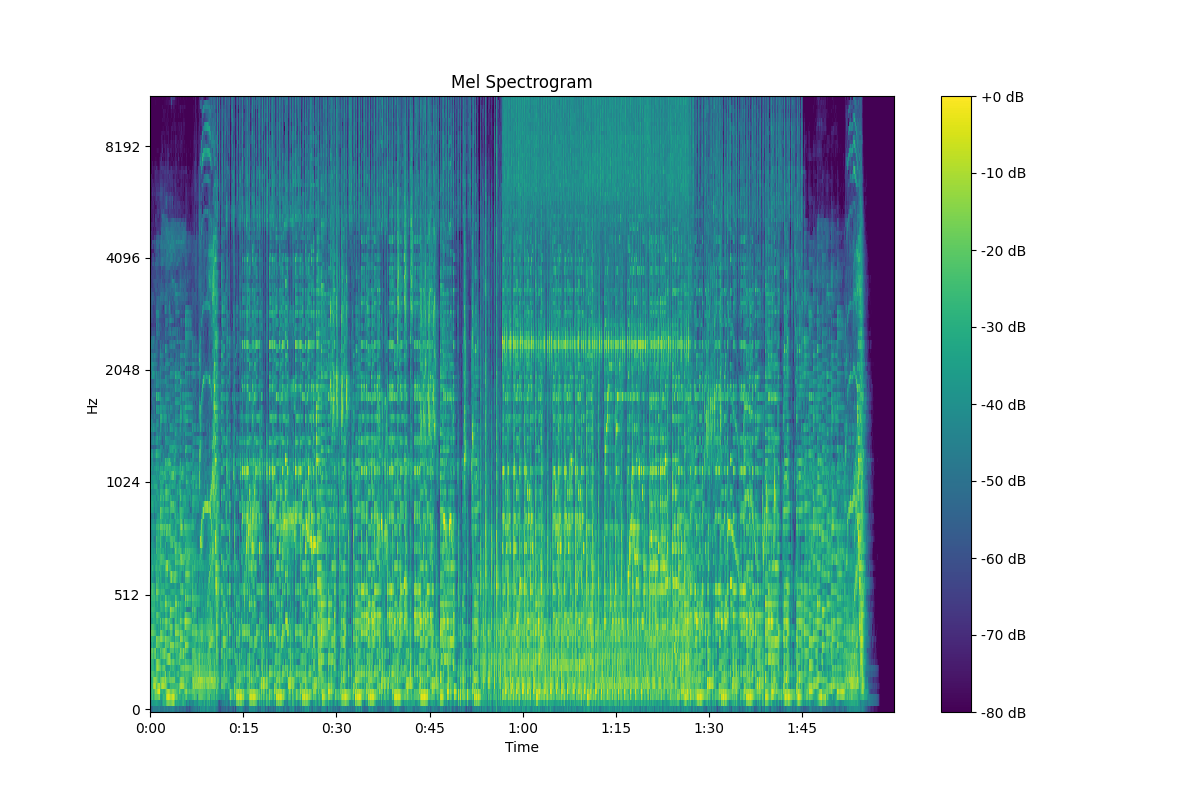 Mel Spectrogram
Hz
8192
4096
2048
1024
512
0
0:00 0:15 0:30 0:45 1:00 1:15 1:30 1:45
Time
+0 dB
-10 dB
-20 dB
-30 dB
-40 dB
-50 dB
-60 dB
-70 dB
-80 dB